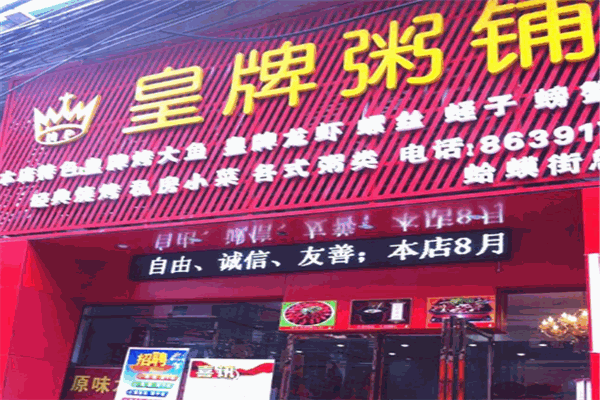 皇牌粥铺
本店特色:皇牌烤大鱼 皇牌龙虾 螺丝 蛏子 螃
经典烧烤 私房小菜 各式粥类 电话:86391
蛤蟆街
自由、诚信、友善;本店8月
招聘
喜讯
原味